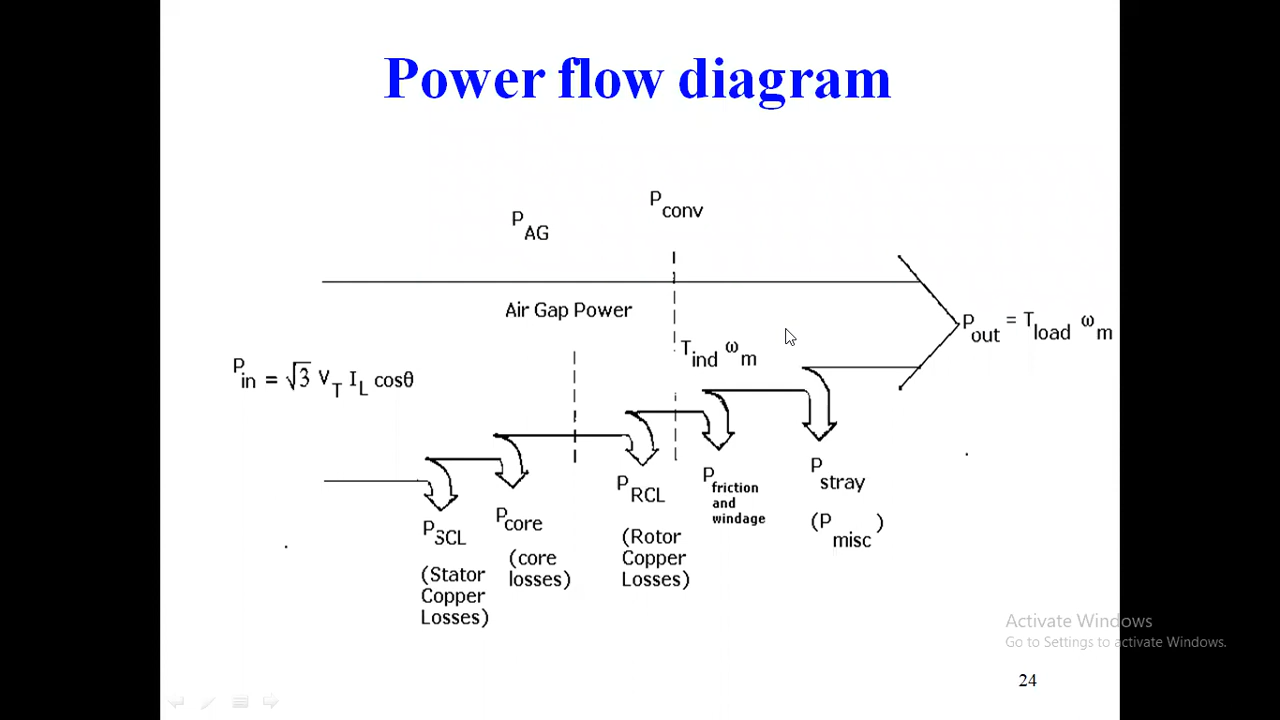 Power flow diagram
P conv
P AG
Air Gap Power
P out = T load ω m
T ind ω m
P in = √3 V T I L cosθ
P SCL
(Stator
Copper
Losses)
P core
(core
losses)
P RCL
(Rotor
Copper
Losses)
P friction
and
windage
P stray
(P misc)
Activate Windows
Go to Settings to activate Windows.
24